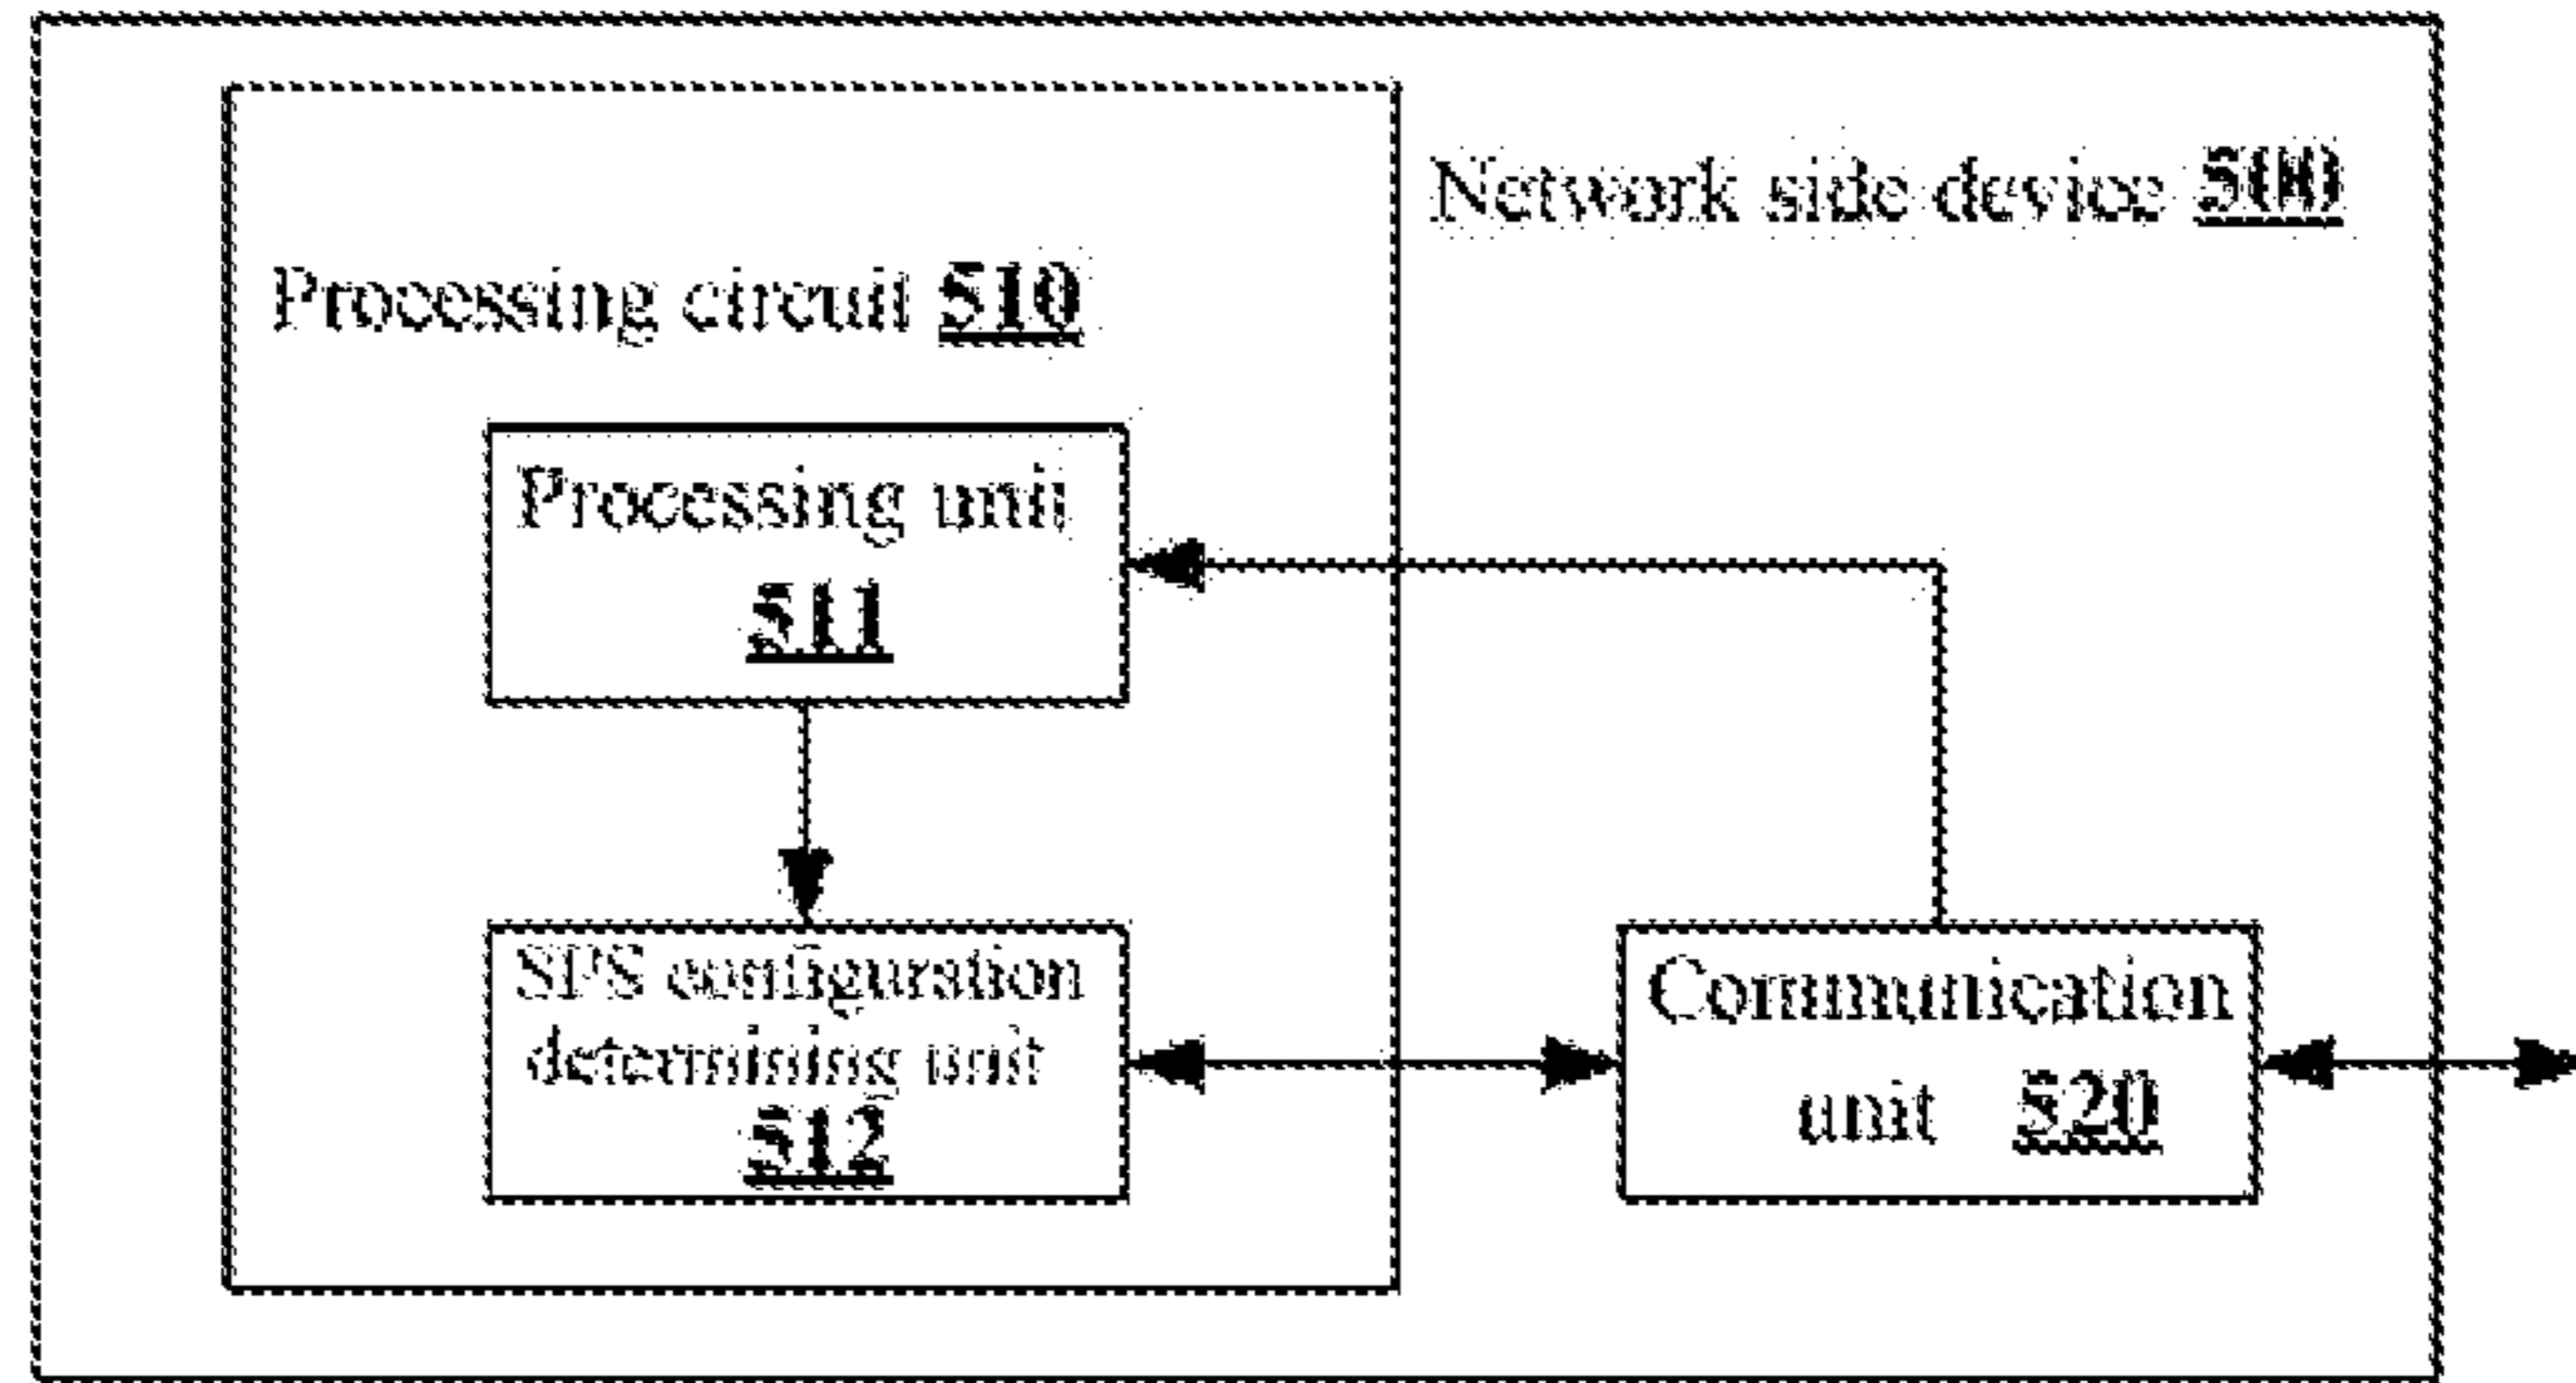 Network side device 500
Processing circuit 510
Processing unit
511
SPS configuration
determining unit
512
Communication
unit 520